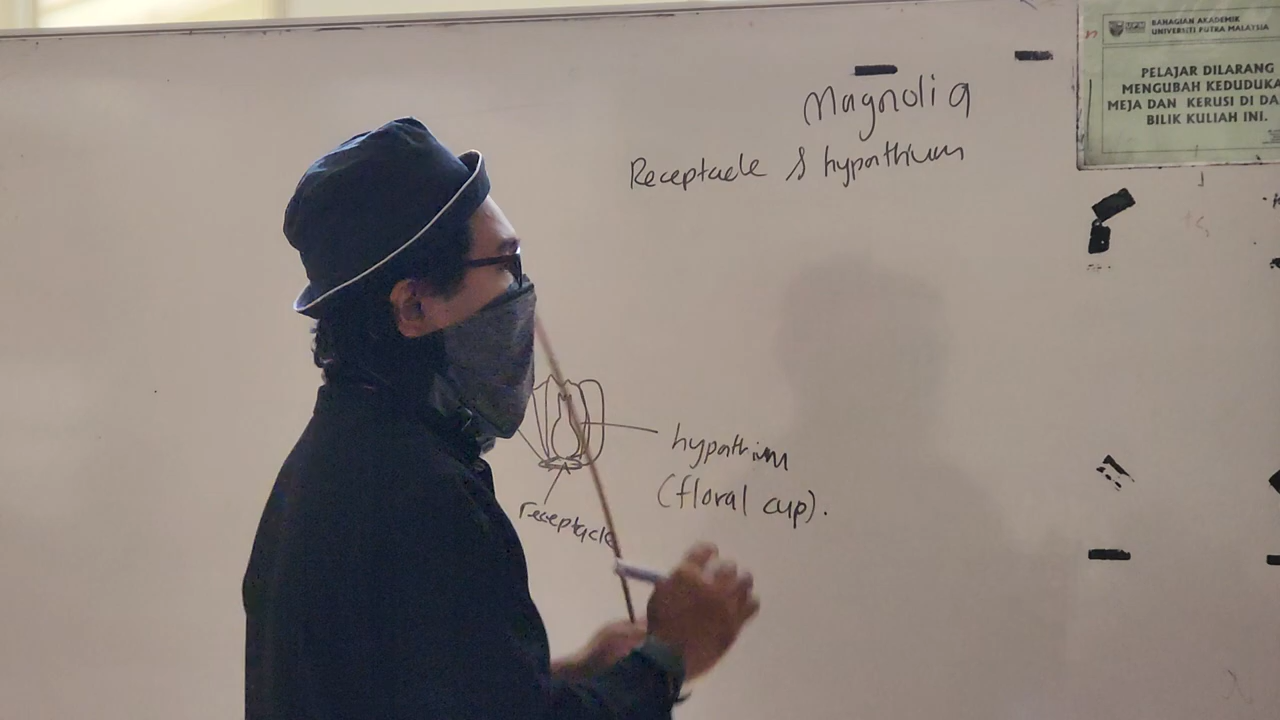 Magnolia
Receptacle & hypathium
hypathium
(floral cup).
receptacle
BAHAGIAN AKADEMIK
UNIVERSITI PUTRA MALAYSIA
PELAJAR DILARANG
MENGUBAH KEDUDUKA
MEJA DAN KERUSI DI DA
BILIK KULIAH INI.